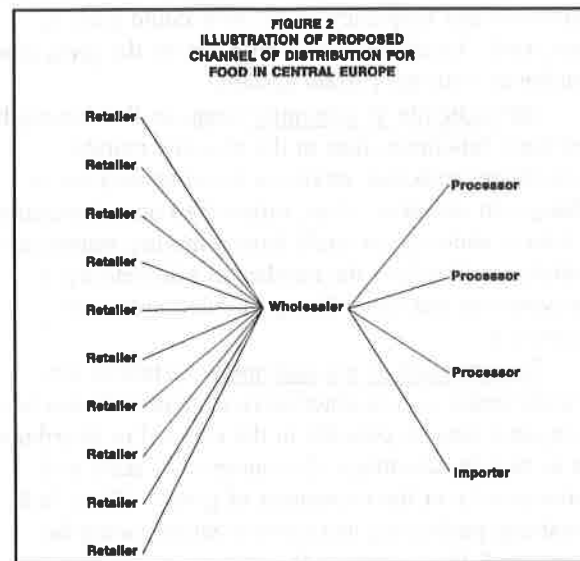 FIGURE 2
ILLUSTRATION OF PROPOSED
CHANNEL OF DISTRIBUTION FOR
FOOD IN CENTRAL EUROPE
Retailer
Retailer
Retailer
Retailer
Retailer
Retailer
Retailer
Retailer
Retailer
Retailer
Wholesaler
Processor
Processor
Processor
Importer